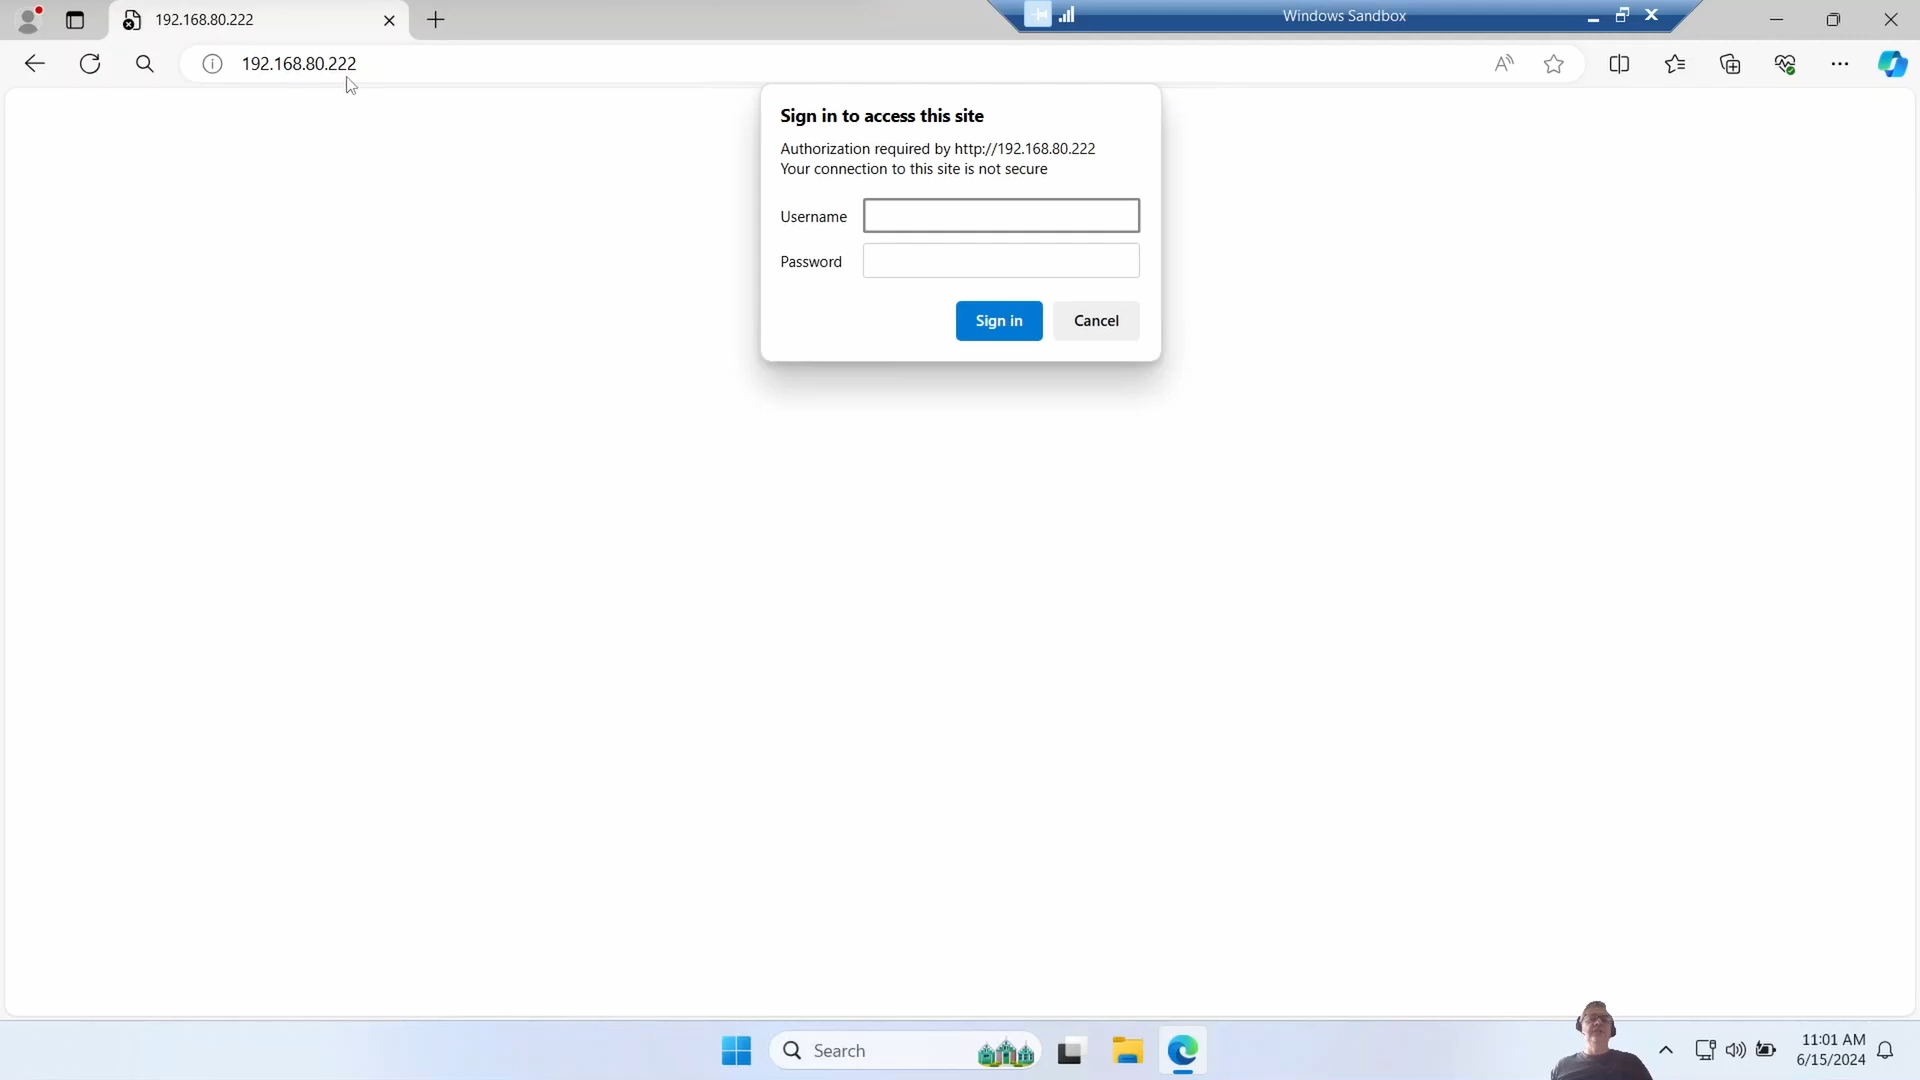 192.168.80.222
Windows Sandbox
192.168.80.222
Sign in to access this site
Authorization required by http://192.168.80.222
Your connection to this site is not secure
Username
Password
Sign in
Cancel
Search
11:01 AM
6/15/2024